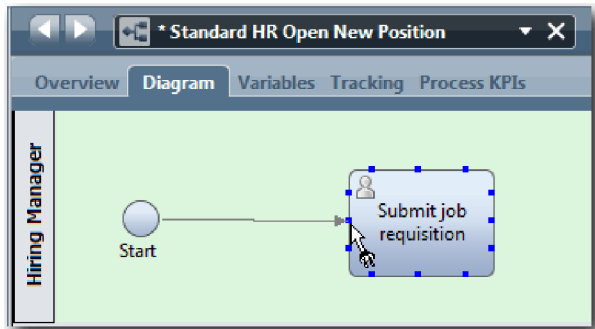 * Standard HR Open New Position
Overview Diagram Variables Tracking Process KPIs
Hiring Manager
Start
Submit job
requisition